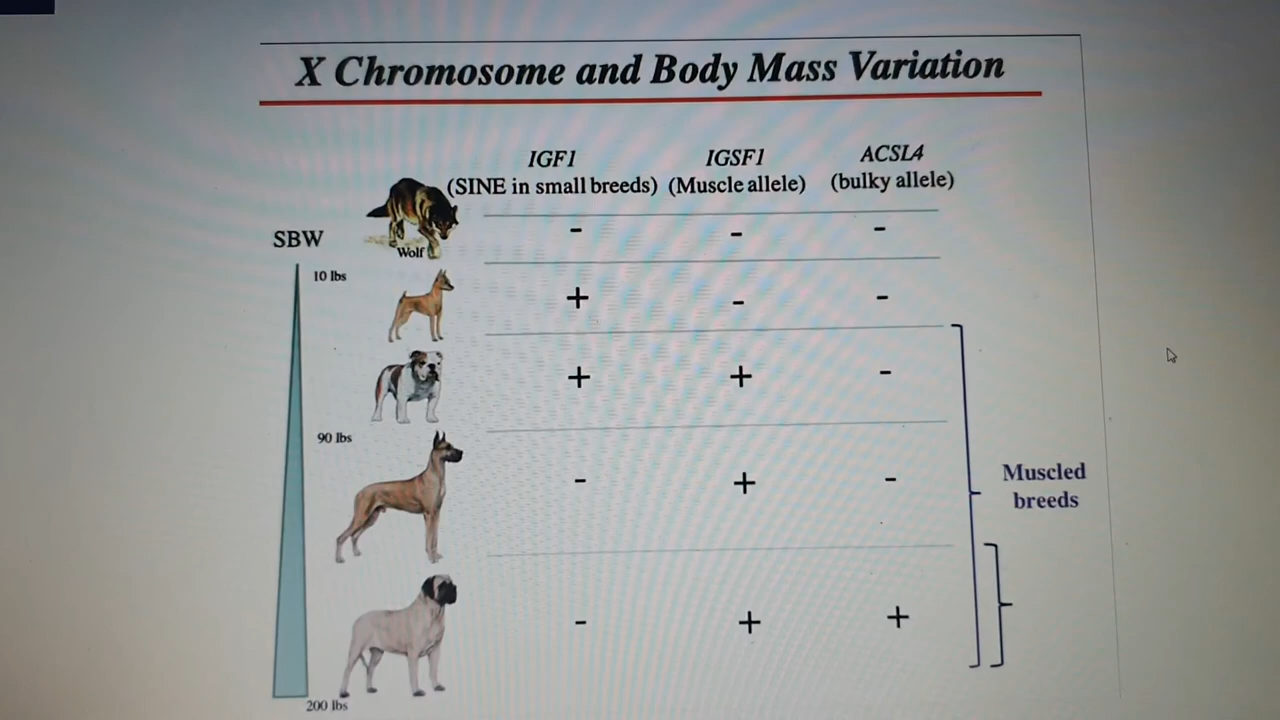 X Chromosome and Body Mass Variation
IGF1 IGSF1 ACSL4
(SINE in small breeds) (Muscle allele) (bulky allele)
SBW
Wolf
- - -
10 lbs
+ - -
+ + -
90 lbs
- + -
Muscled
breeds
- + +
200 lbs